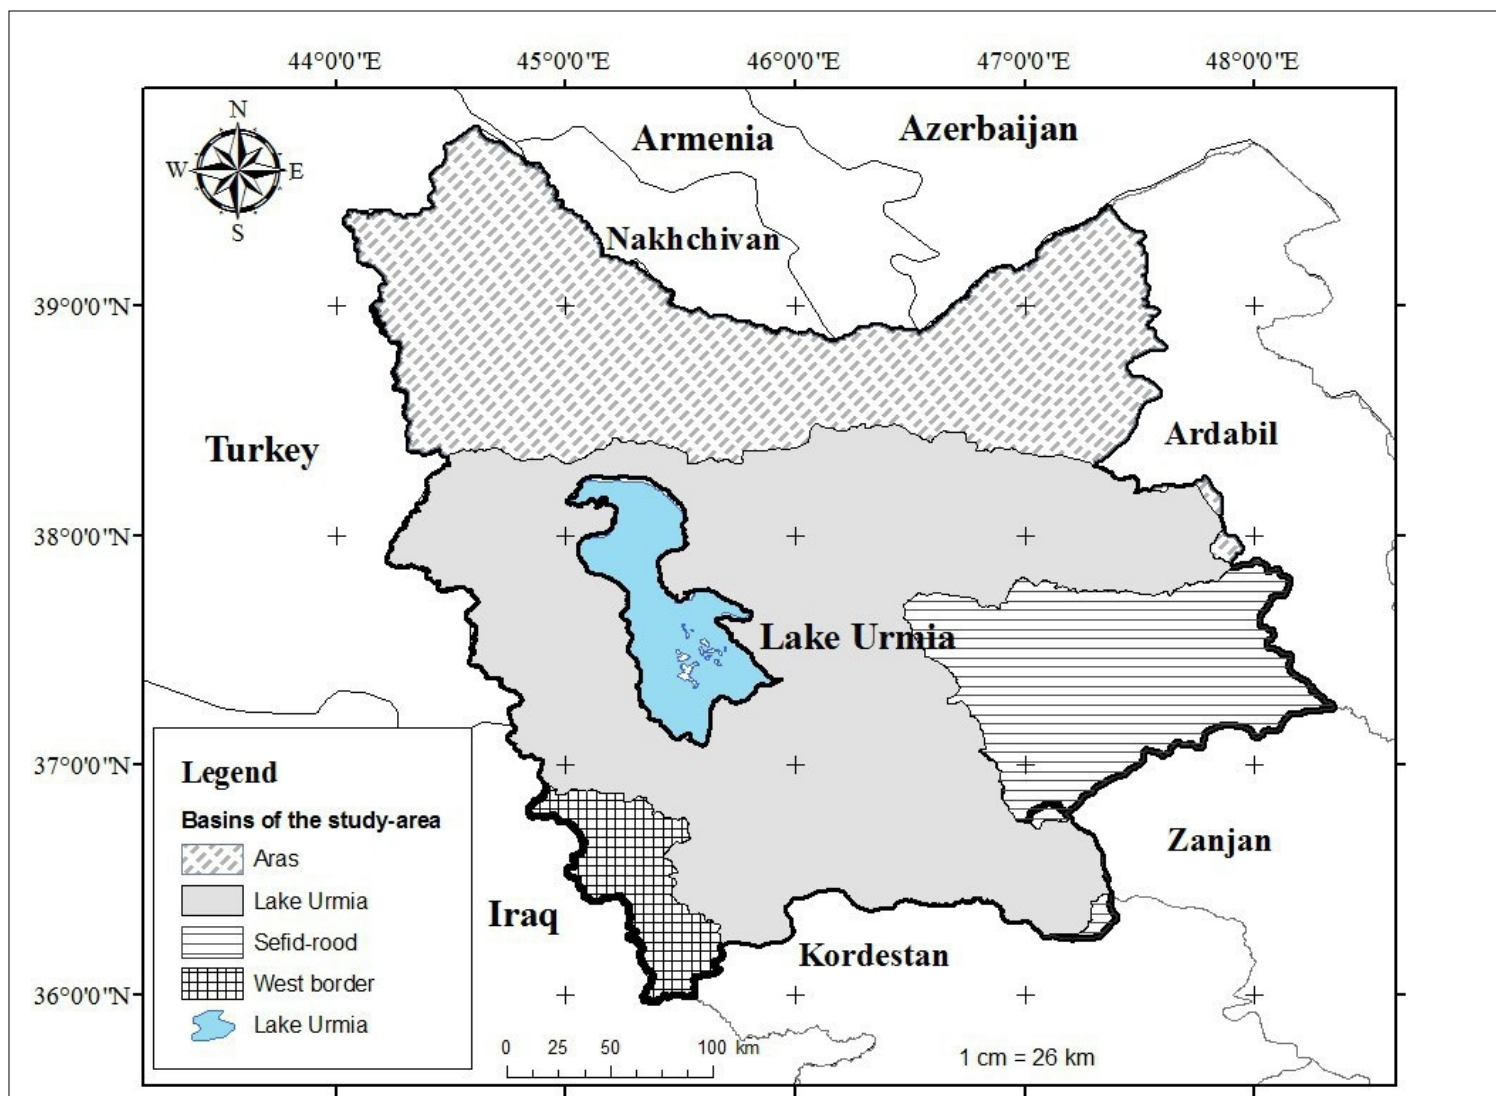 44°0'0"E 45°0'0"E 46°0'0"E 47°0'0"E 48°0'0"E
N
W E
S
Armenia
Azerbaijan
Nakhchivan
39°0'0"N
Turkey
Ardabil
38°0'0"N
Lake Urmia
37°0'0"N
Zanjan
Iraq
Kordestan
36°0'0"N
Legend
Basins of the study-area
Aras
Lake Urmia
Sefid-rood
West border
Lake Urmia
0 25 50 100 km
1 cm = 26 km